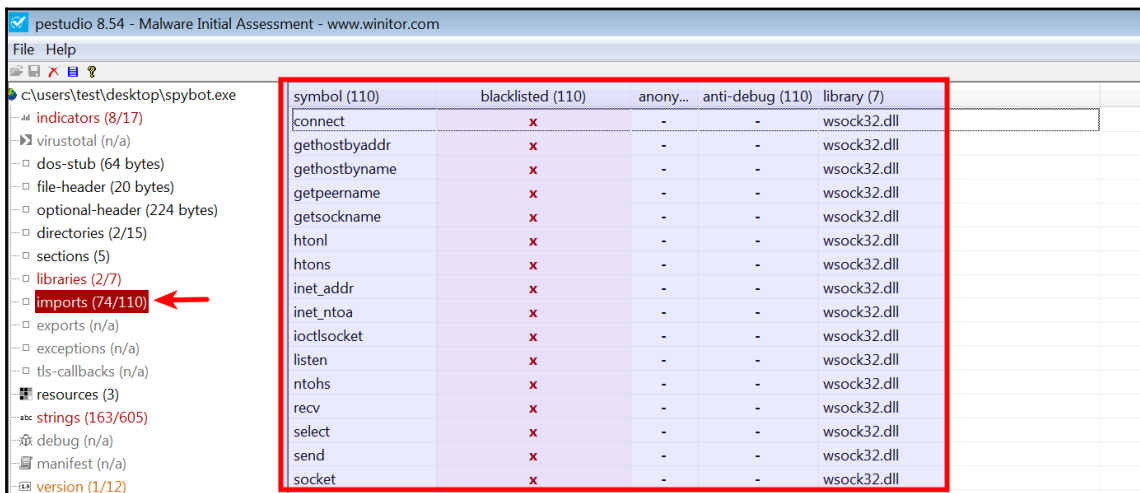 pestudio 8.54 - Malware Initial Assessment - www.winitor.com
File Help
c:\users\test\desktop\spybot.exe
indicators (8/17)
virustotal (n/a)
dos-stub (64 bytes)
file-header (20 bytes)
optional-header (224 bytes)
directories (2/15)
sections (5)
libraries (2/7)
imports (74/110)
exports (n/a)
exceptions (n/a)
tls-callbacks (n/a)
resources (3)
abc strings (163/605)
debug (n/a)
manifest (n/a)
version (1/12)
symbol (110) blacklisted (110) anony... anti-debug (110) library (7)
connect x - - wsock32.dll
gethostbyaddr x - - wsock32.dll
gethostbyname x - - wsock32.dll
getpeername x - - wsock32.dll
getsockname x - - wsock32.dll
htonl x - - wsock32.dll
htons x - - wsock32.dll
inet_addr x - - wsock32.dll
inet_ntoa x - - wsock32.dll
ioctlsocket x - - wsock32.dll
listen x - - wsock32.dll
ntohs x - - wsock32.dll
recv x - - wsock32.dll
select x - - wsock32.dll
send x - - wsock32.dll
socket x - - wsock32.dll